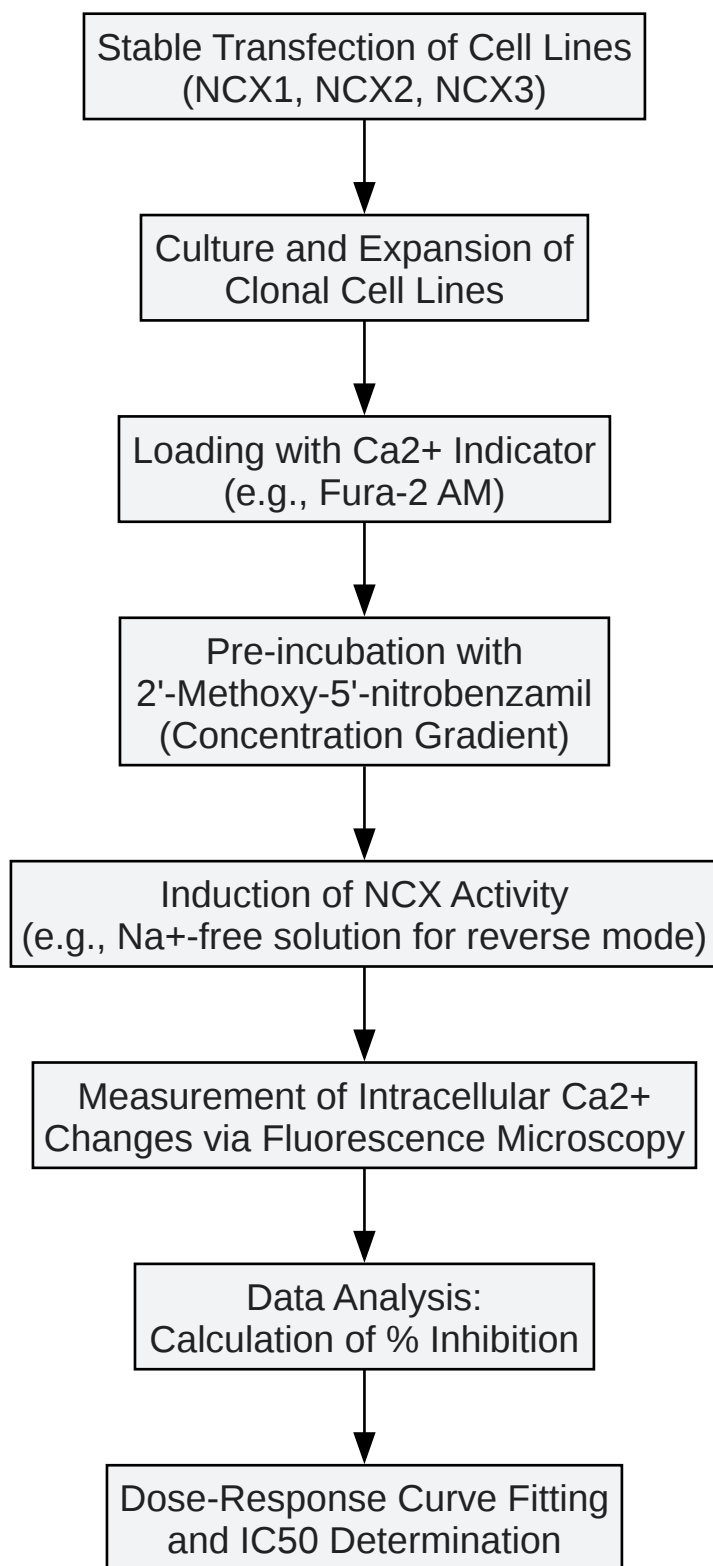 Stable Transfection of Cell Lines
(NCX1, NCX2, NCX3)
Culture and Expansion of
Clonal Cell Lines
Loading with Ca2+ Indicator
(e.g., Fura-2 AM)
Pre-incubation with
2'-Methoxy-5'-nitrobenzamil
(Concentration Gradient)
Induction of NCX Activity
(e.g., Na+-free solution for reverse mode)
Measurement of Intracellular Ca2+
Changes via Fluorescence Microscopy
Data Analysis:
Calculation of % Inhibition
Dose-Response Curve Fitting
and IC50 Determination